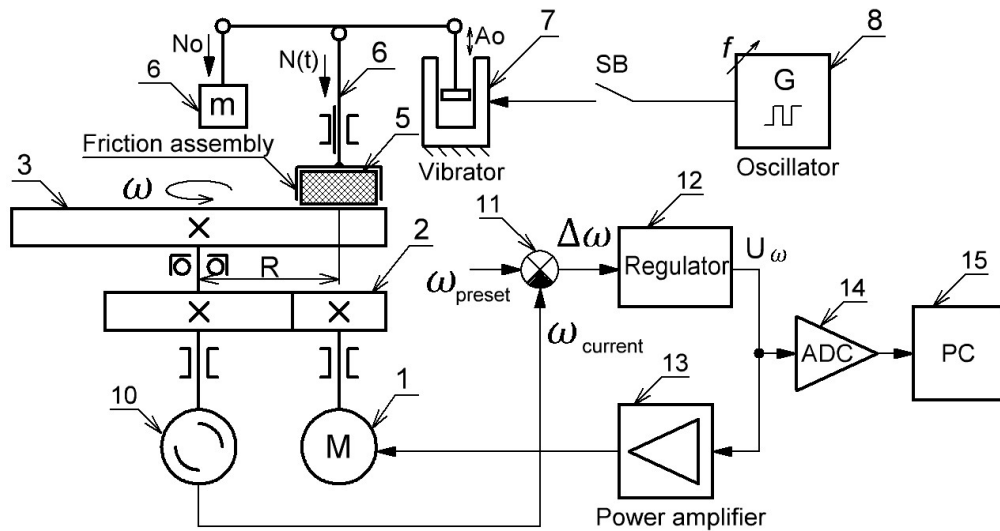 No
N(t)
6
Ao
7
SB
f
8
6
m
G
5
Friction assembly
Vibrator
Oscillator
3
ω
11
12
2
Δω
R
Regulator
Uω
15
ωpreset
14
ωcurrent
ADC
PC
10
1
13
M
Power amplifier